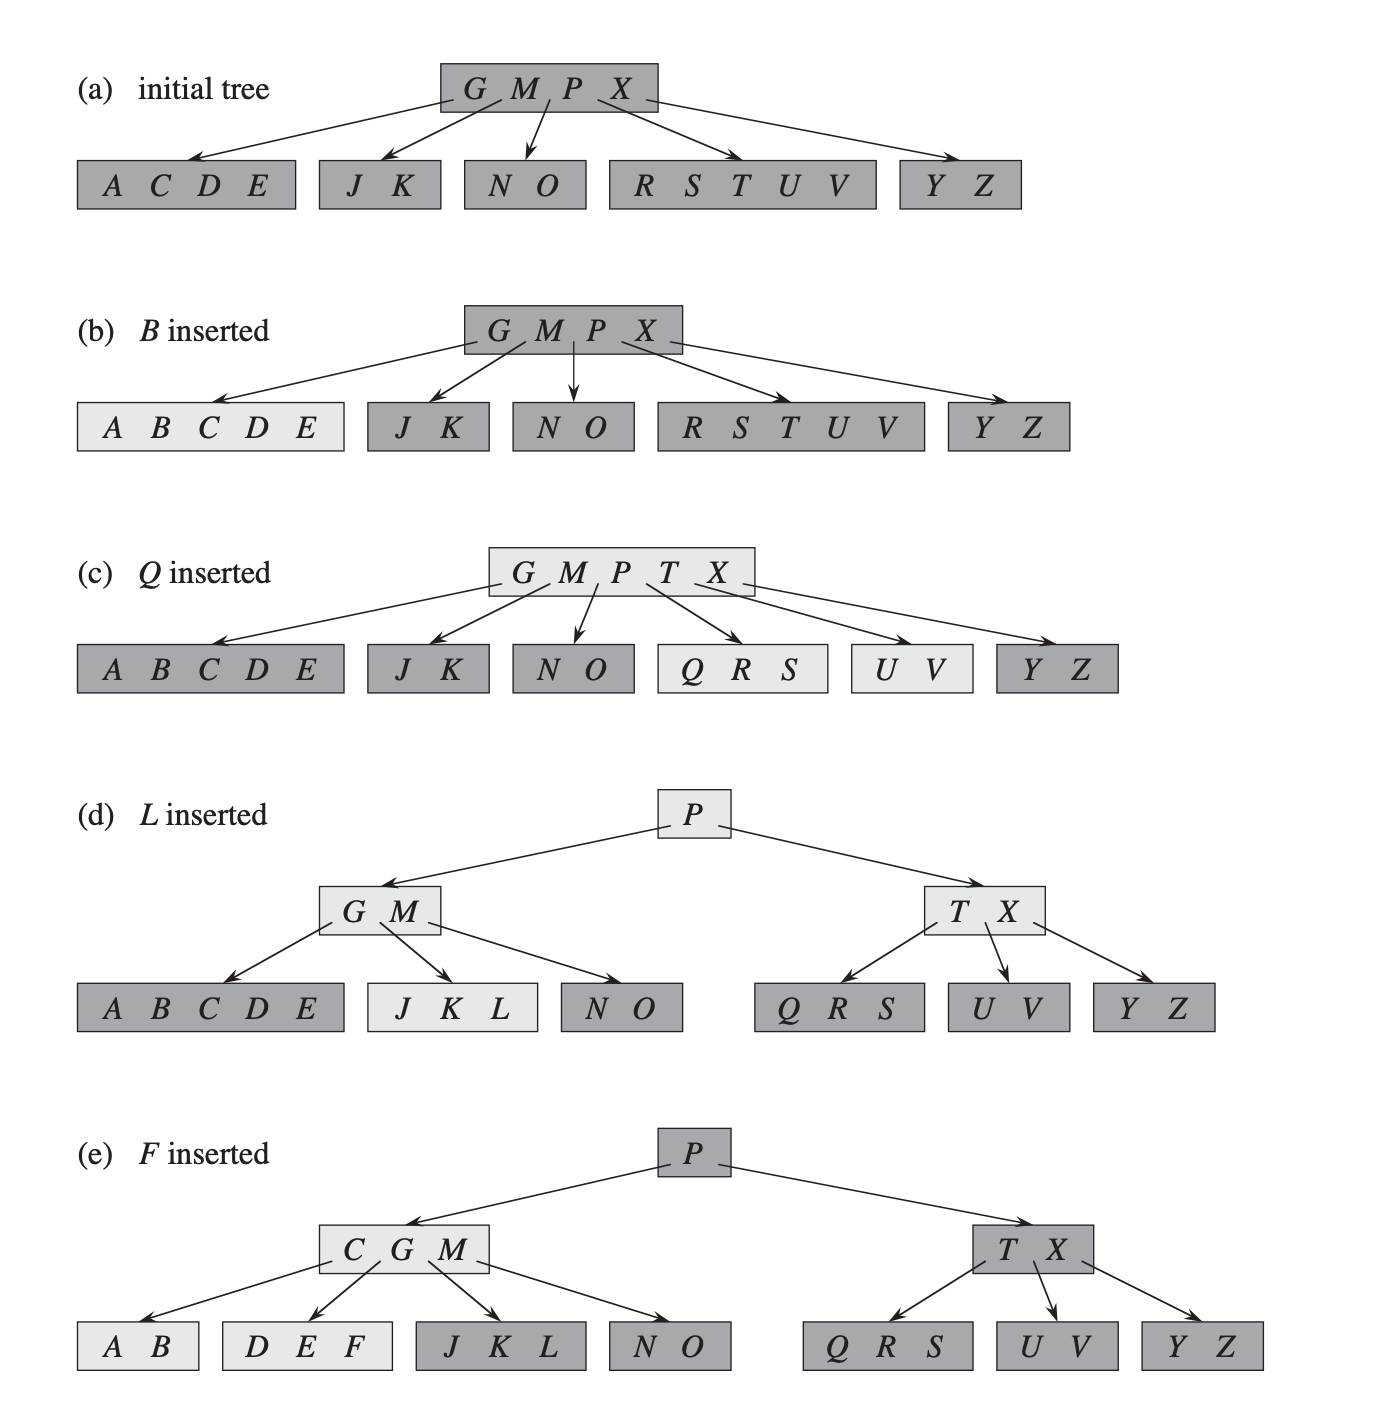 (a) initial tree G M P X
A C D E J K N O R S T U V Y Z
(b) B inserted G M P X
A B C D E J K N O R S T U V Y Z
(c) Q inserted G M P T X
A B C D E J K N O Q R S U V Y Z
(d) L inserted P
G M T X
A B C D E J K L N O Q R S U V Y Z
(e) F inserted P
C G M T X
A B D E F J K L N O Q R S U V Y Z